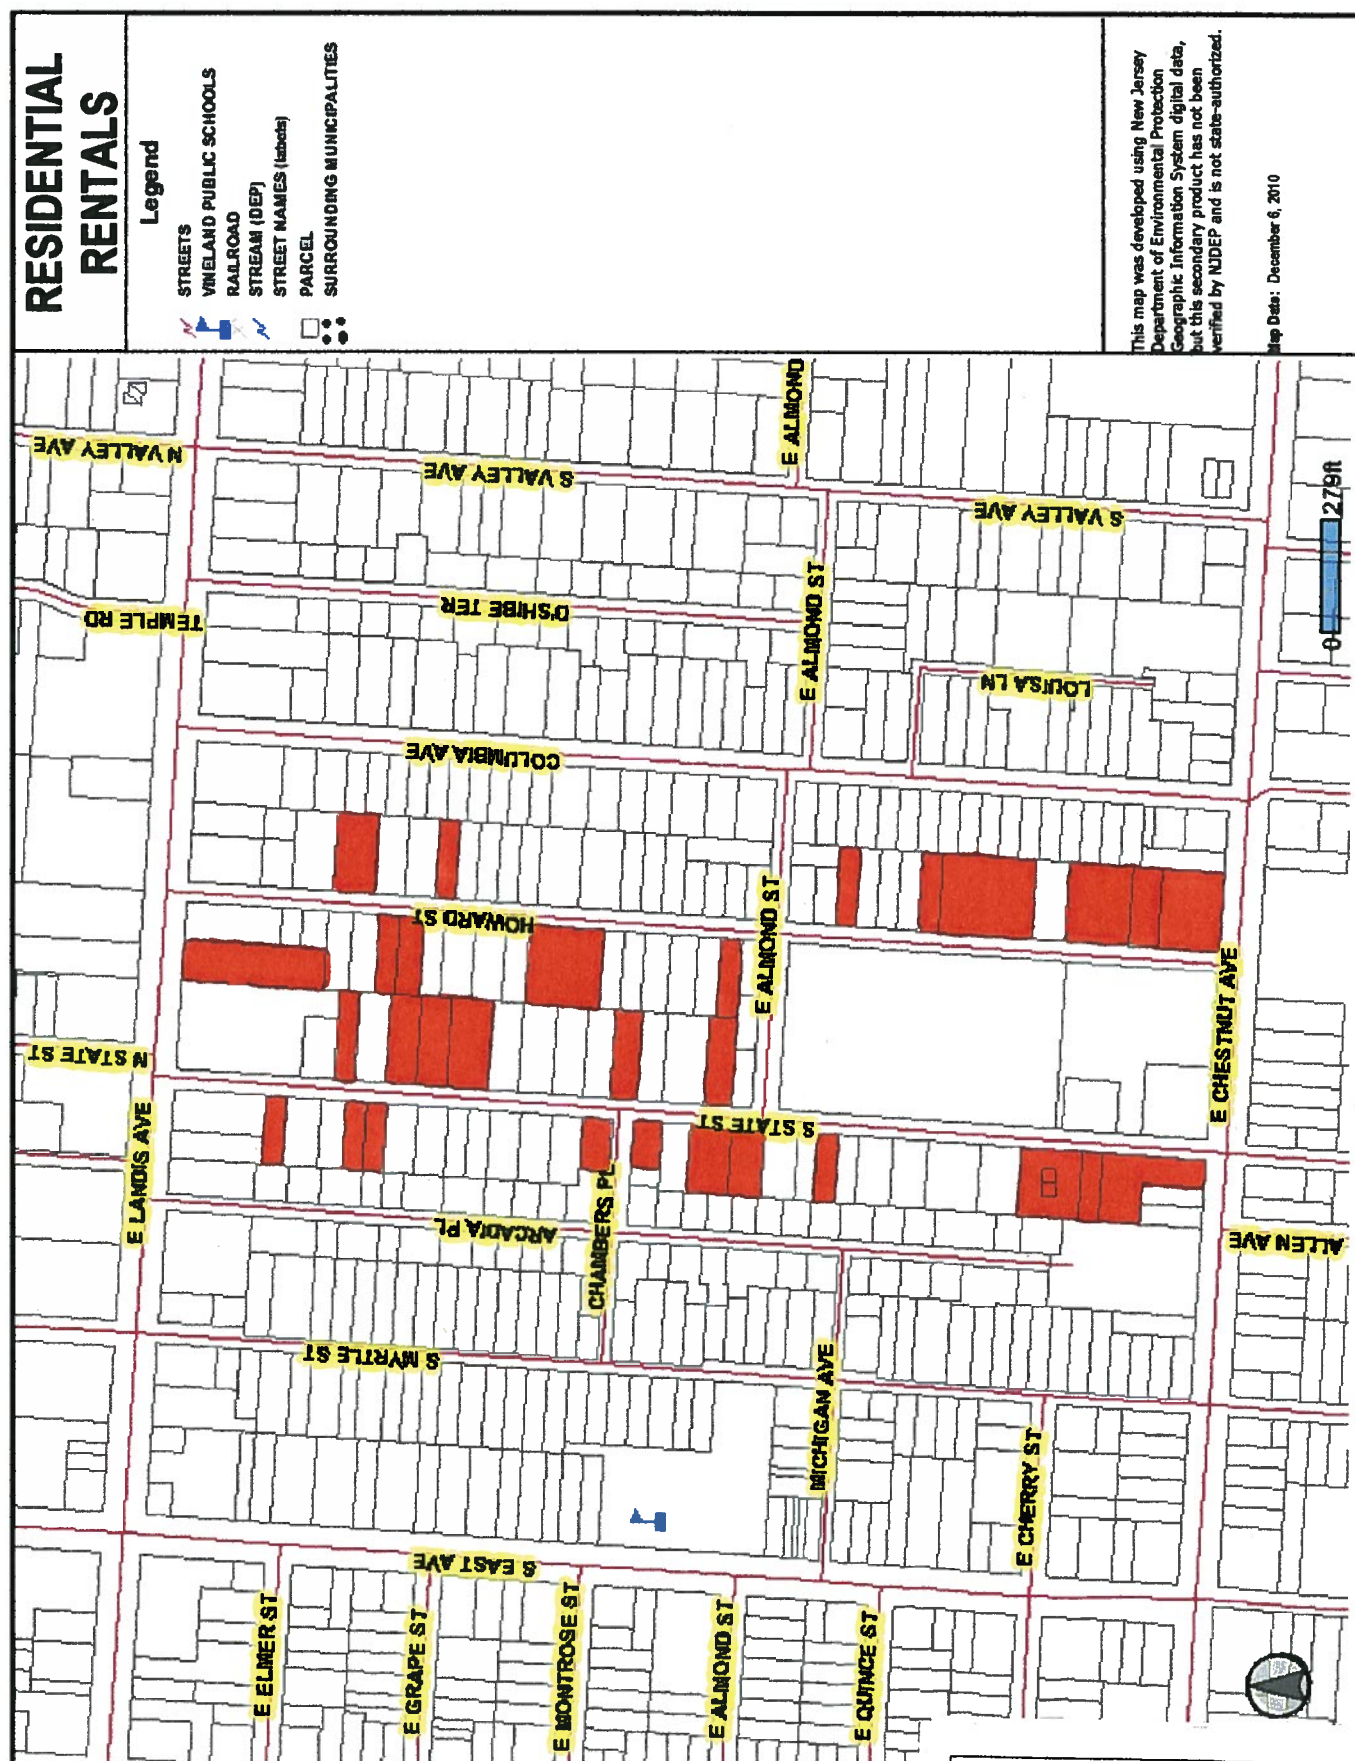 RESIDENTIAL
RENTALS
Legend
STREETS
VINELAND PUBLIC SCHOOLS
RAILROAD
STREAM (DEP)
STREET NAMES (labels)
PARCEL
SURROUNDING MUNICIPALITIES
This map was developed using New Jersey
Department of Environmental Protection
Geographic Information System digital data,
but this secondary product has not been
verified by NJDEP and is not state-authorized.
Map Date: December 6, 2010
N VALLEY AVE
S VALLEY AVE
S VALLEY AVE
E ALMOND
TEMPLE RD
D'SHIBE TER
E ALMOND ST
LOUISA LN
COLUMBIA AVE
HOWARD ST
E ALMOND ST
N STATE ST
S STATE ST
E CHESTNUT AVE
E LANDIS AVE
ARCADIA PL
CHAMBERS PL
ALLEN AVE
S MYRTLE ST
MICHIGAN AVE
E CHERRY ST
S EAST AVE
E ELMER ST
E GRAPE ST
E MONTROSE ST
E ALMOND ST
E QUINCE ST
0 279ft